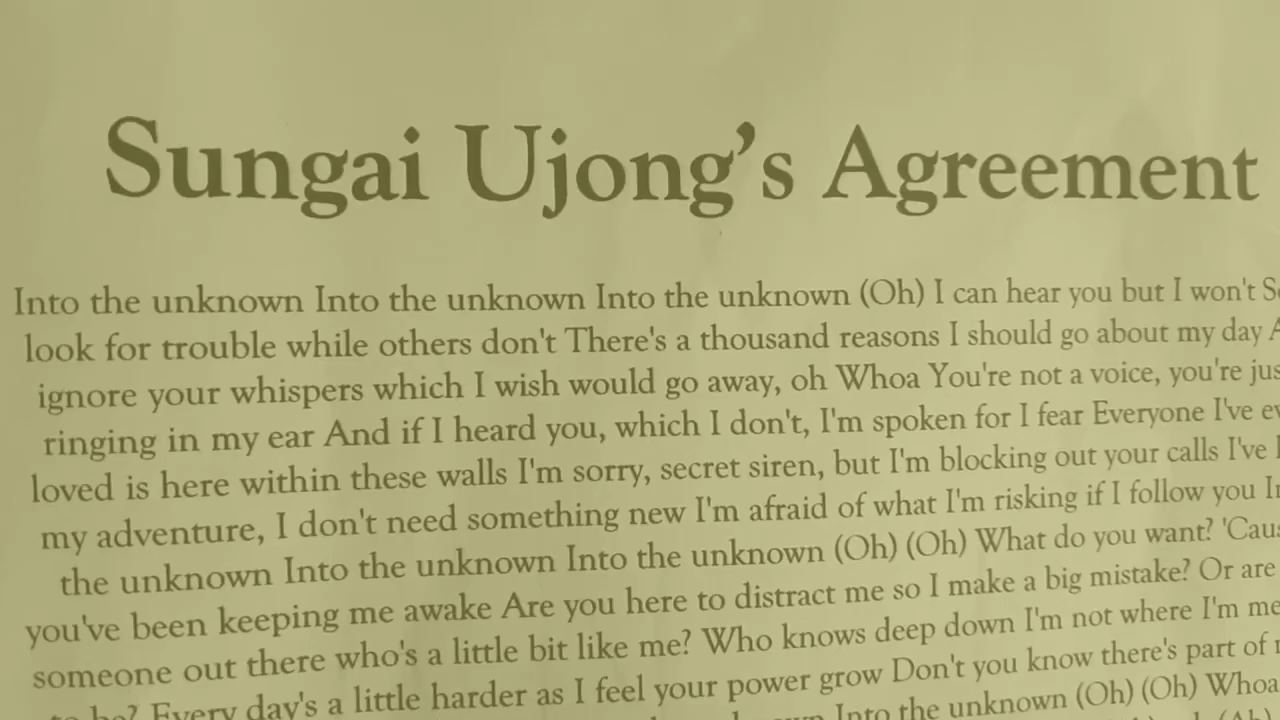 Sungai Ujong's Agreement
Into the unknown Into the unknown Into the unknown (Oh) I can hear you but I won't
look for trouble while others don't There's a thousand reasons I should go about my day
ignore your whispers which I wish would go away, oh Whoa You're not a voice, you're
ringing in my ear And if I heard you, which I don't, I'm spoken for I fear Everyone I've
loved is here within these walls I'm sorry, secret siren, but I'm blocking out your calls I've
my adventure, I don't need something new I'm afraid of what I'm risking if I follow you
the unknown Into the unknown (Oh) (Oh) What do you want?
you've been keeping me awake Are you here to distract me so I make a big mistake? Or are
someone out there who's a little bit like me? Who knows deep down I'm not where I'm
be? Every day's a little harder as I feel your power grow Don't you know there's part of
Into the unknown (Oh) (Oh) Whoa